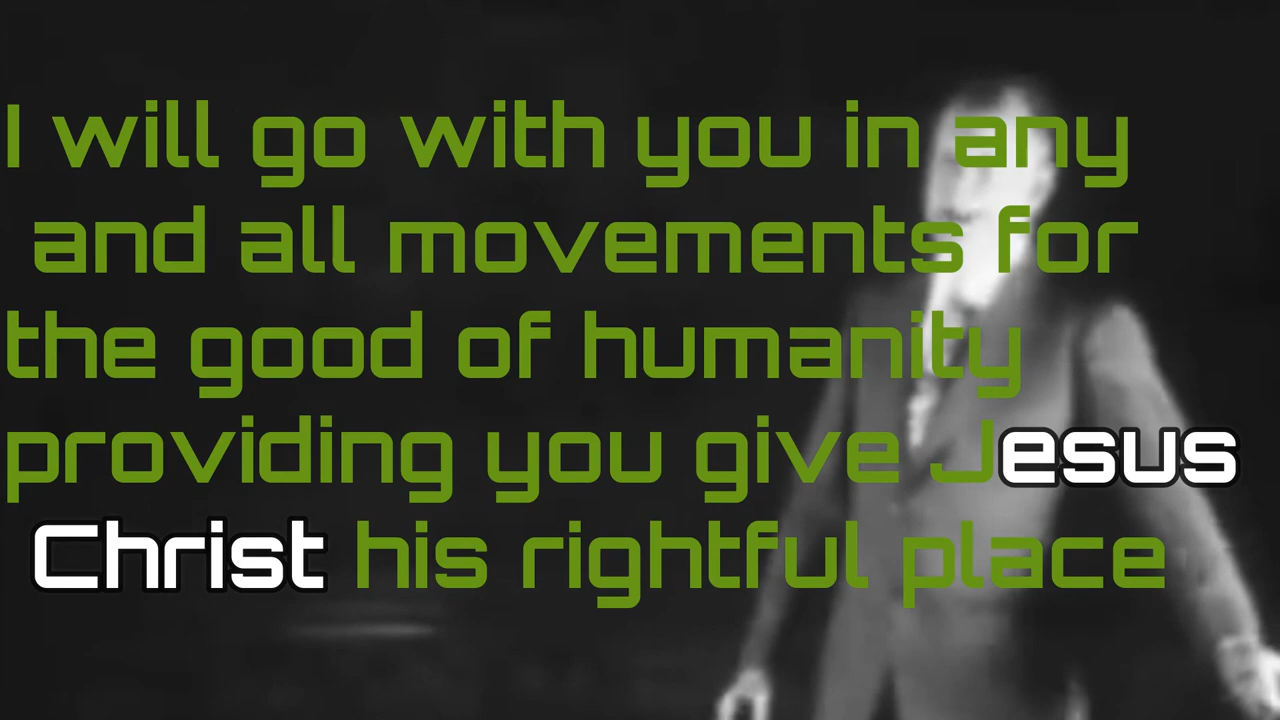 I will go with you in any
and all movements for
the good of humanity
providing you give Jesus
Christ his rightful place